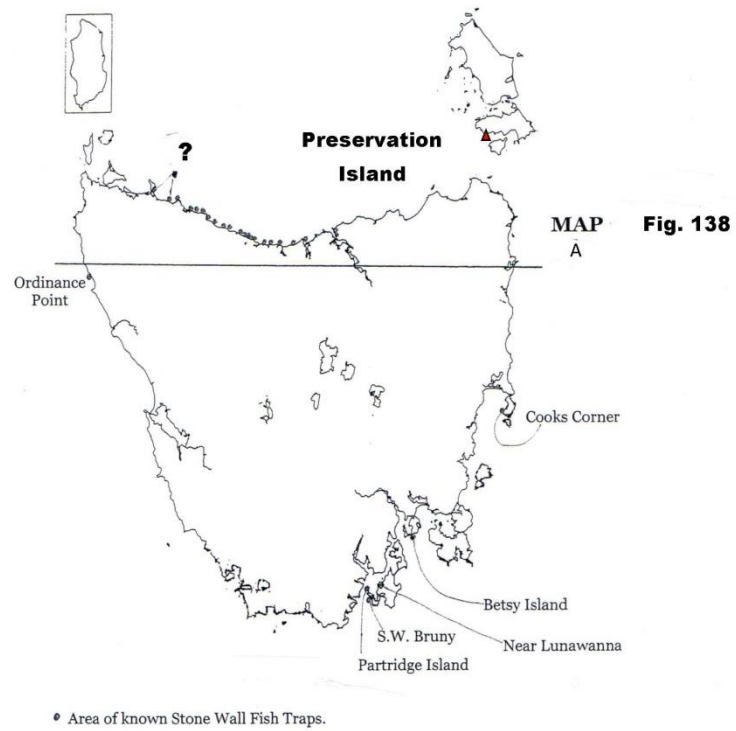 ?
Preservation
Island
MAP Fig. 138
A
Ordinance
Point
Cooks Corner
Betsy Island
S.W. Bruny
Near Lunawanna
Partridge Island
Area of known Stone Wall Fish Traps.